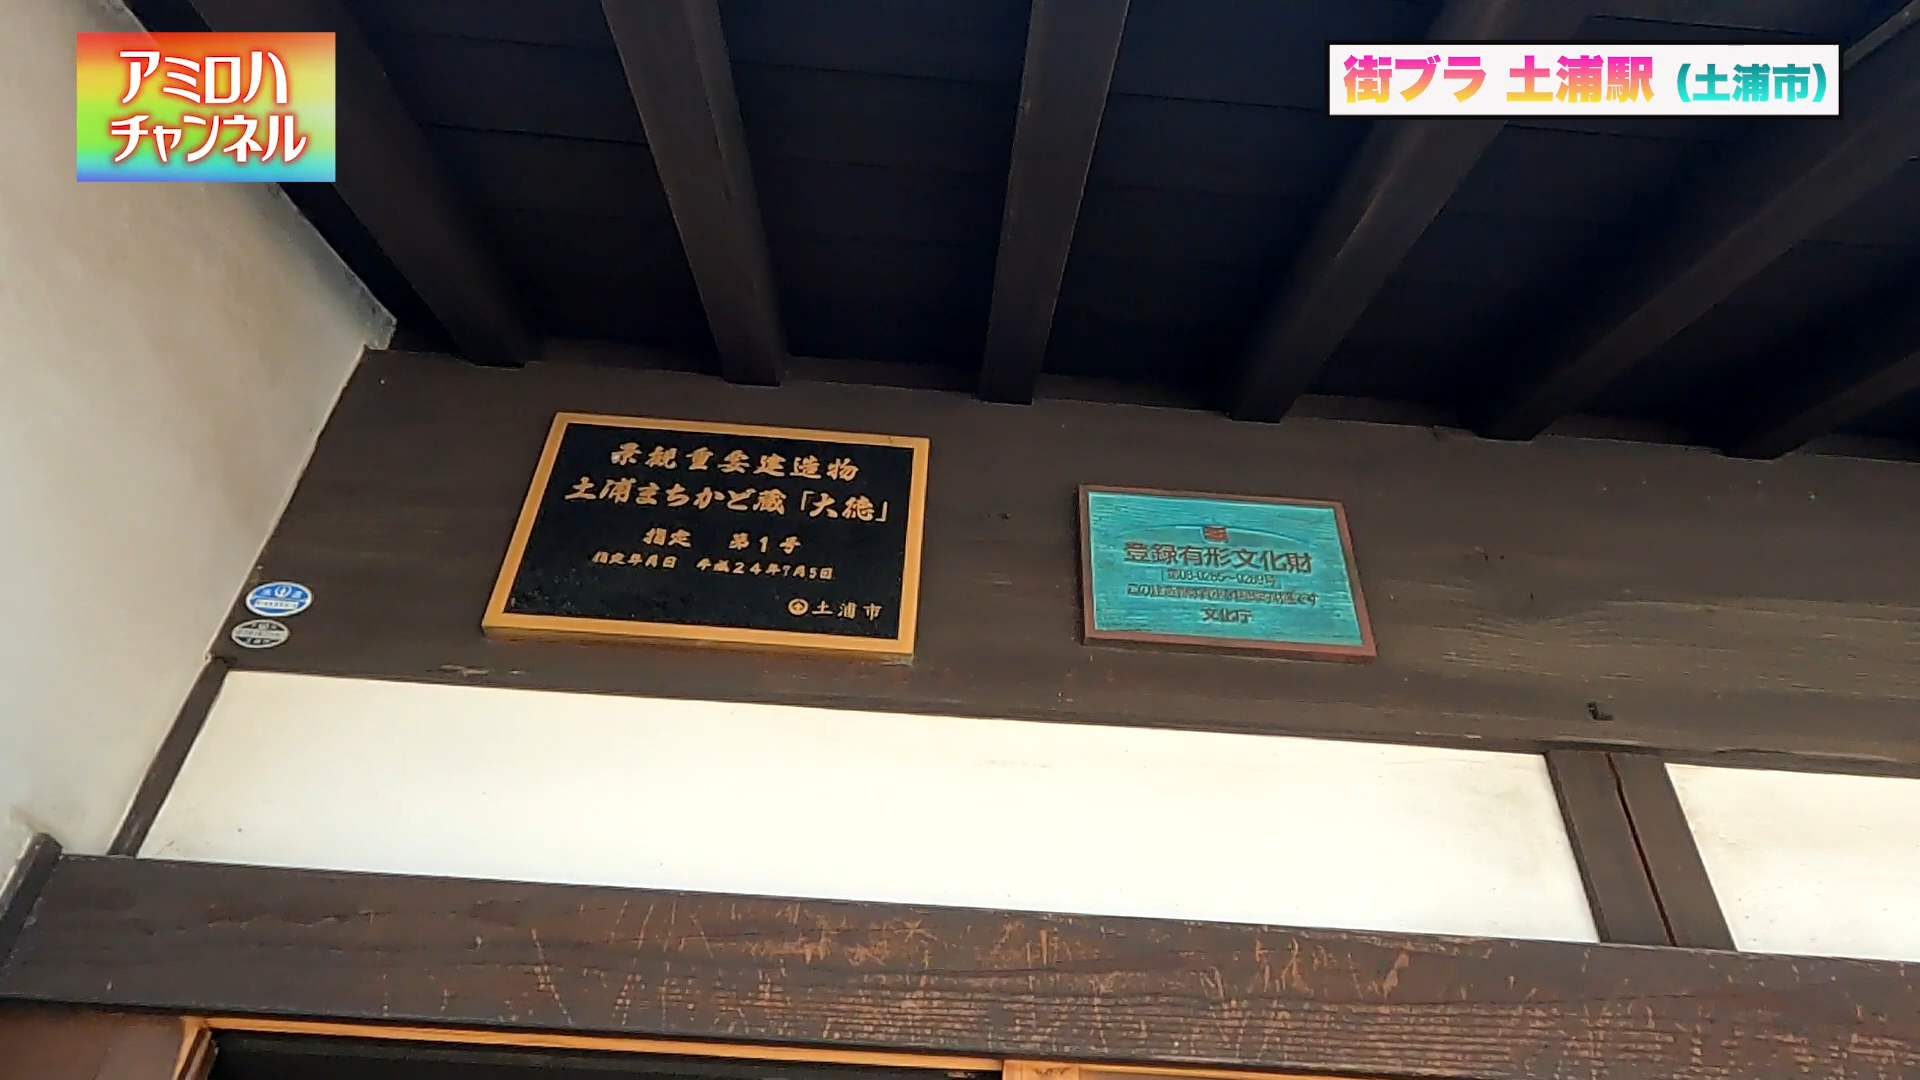 アミロハ
チャンネル
街ブラ 土浦駅 (土浦市)
景観重要建造物
土浦まちかど蔵「大徳」
指定 第1号
指定年月日 平成24年7月5日
土浦市
登録有形文化財
文化庁